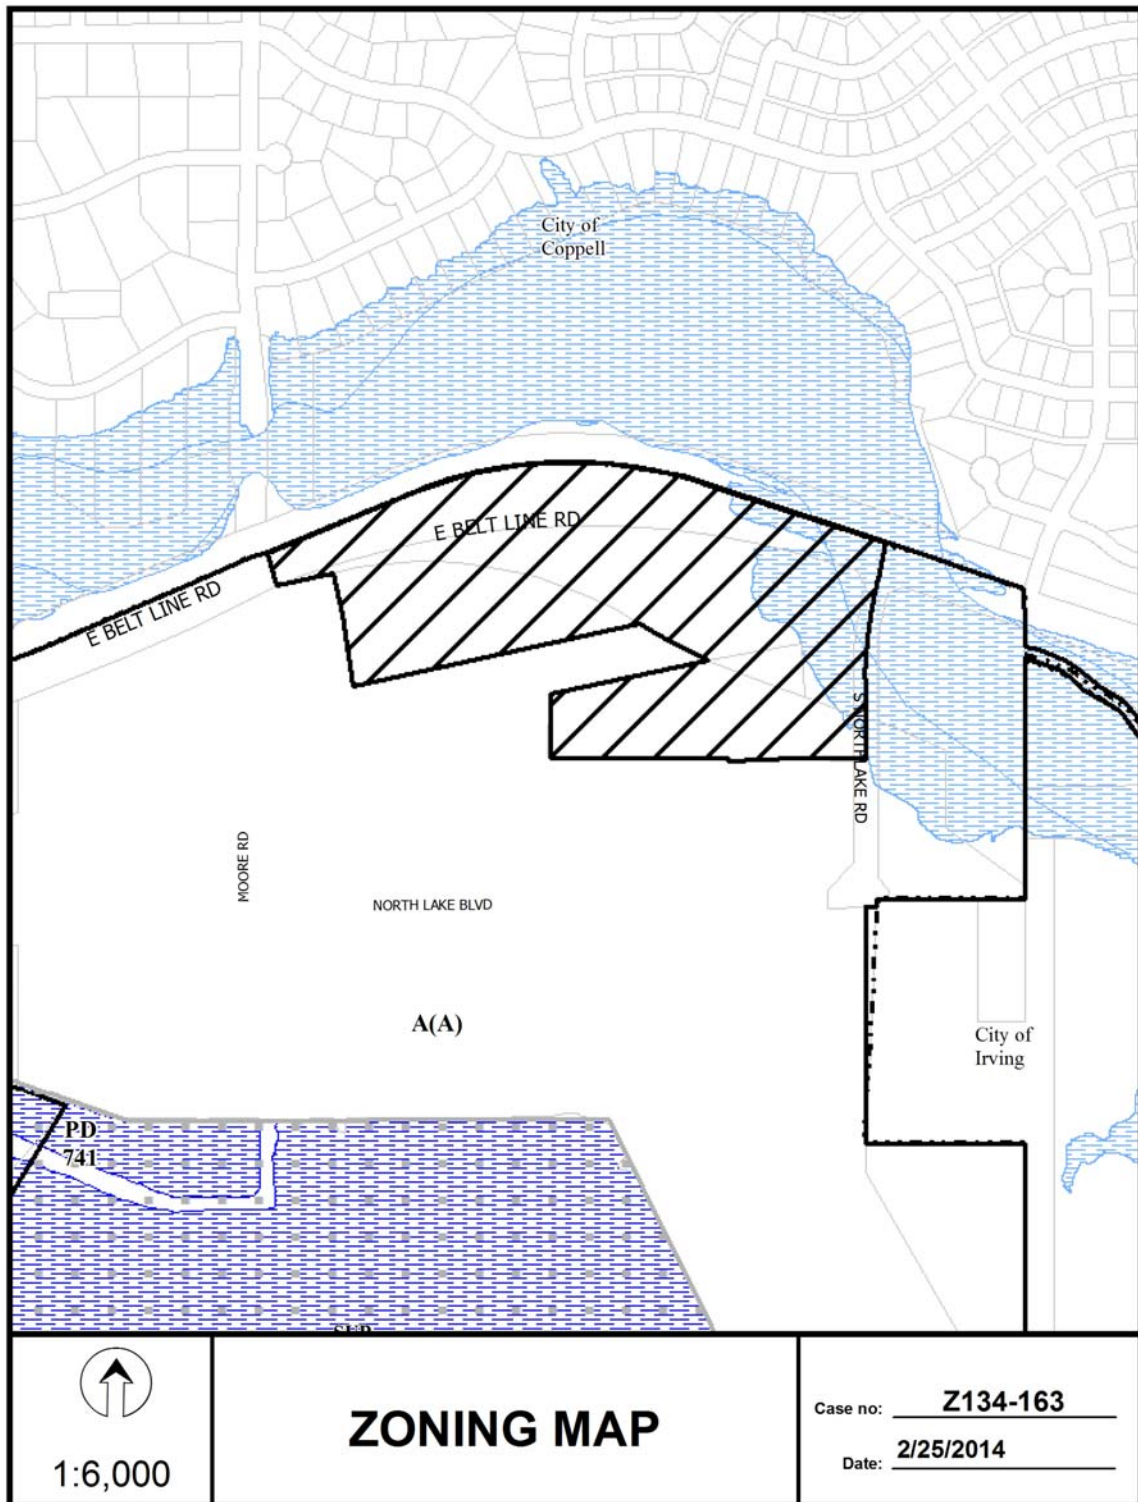 City of
Coppell
E BELT LINE RD
E BELT LINE RD
S NORTH LAKE RD
MOORE RD
NORTH LAKE BLVD
A(A)
City of
Irving
PD
741
SUP
1:6,000
ZONING MAP
Case no: Z134-163
Date: 2/25/2014